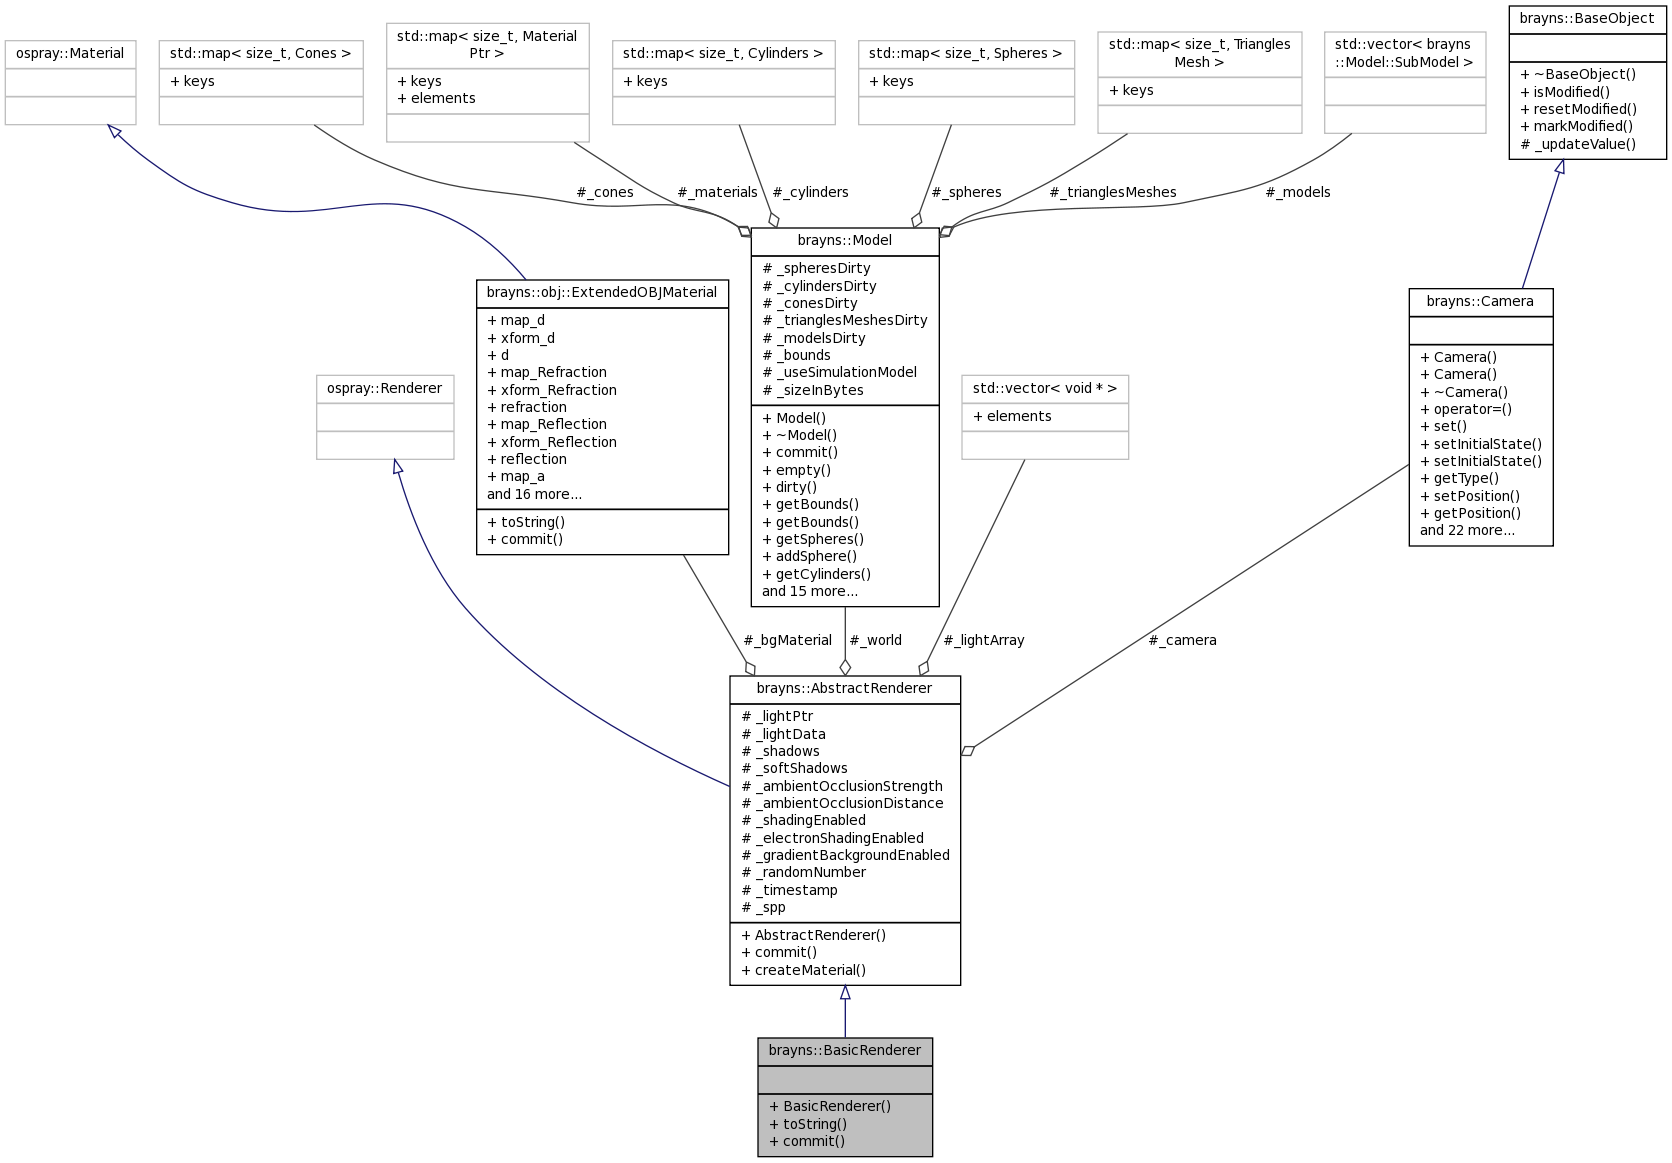 ospray::Material
std::map< size_t, Cones >
+ keys
std::map< size_t, Material
Ptr >
+ keys
+ elements
std::map< size_t, Cylinders >
+ keys
std::map< size_t, Spheres >
+ keys
std::map< size_t, Triangles
Mesh >
+ keys
std::vector< brayns
::Model::SubModel >
brayns::BaseObject
+ ~BaseObject()
+ isModified()
+ resetModified()
+ markModified()
# _updateValue()
#_cones
#_materials
#_cylinders
#_spheres
#_trianglesMeshes
#_models
brayns::obj::ExtendedOBJMaterial
+ map_d
+ xform_d
+ d
+ map_Refraction
+ xform_Refraction
+ refraction
+ map_Reflection
+ xform_Reflection
+ reflection
+ map_a
and 16 more...
+ toString()
+ commit()
brayns::Model
# _spheresDirty
# _cylindersDirty
# _conesDirty
# _trianglesMeshesDirty
# _modelsDirty
# _bounds
# _useSimulationModel
# _sizeInBytes
+ Model()
+ ~Model()
+ commit()
+ empty()
+ dirty()
+ getBounds()
+ getBounds()
+ getSpheres()
+ addSphere()
+ getCylinders()
and 15 more...
brayns::Camera
+ Camera()
+ Camera()
+ ~Camera()
+ operator=()
+ set()
+ setInitialState()
+ setInitialState()
+ getType()
+ setPosition()
+ getPosition()
and 22 more...
ospray::Renderer
std::vector< void * >
+ elements
#_bgMaterial
#_world
#_lightArray
#_camera
brayns::AbstractRenderer
# _lightPtr
# _lightData
# _shadows
# _softShadows
# _ambientOcclusionStrength
# _ambientOcclusionDistance
# _shadingEnabled
# _electronShadingEnabled
# _gradientBackgroundEnabled
# _randomNumber
# _timestamp
# _spp
+ AbstractRenderer()
+ commit()
+ createMaterial()
brayns::BasicRenderer
+ BasicRenderer()
+ toString()
+ commit()